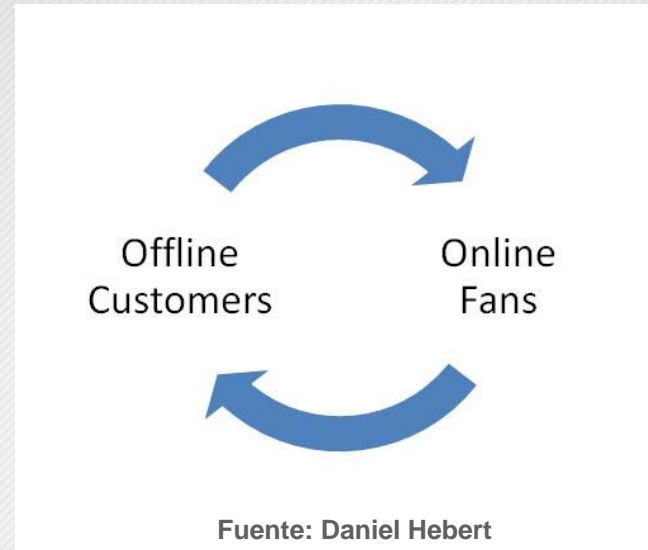 Offline
Customers
Online
Fans
Fuente: Daniel Hebert